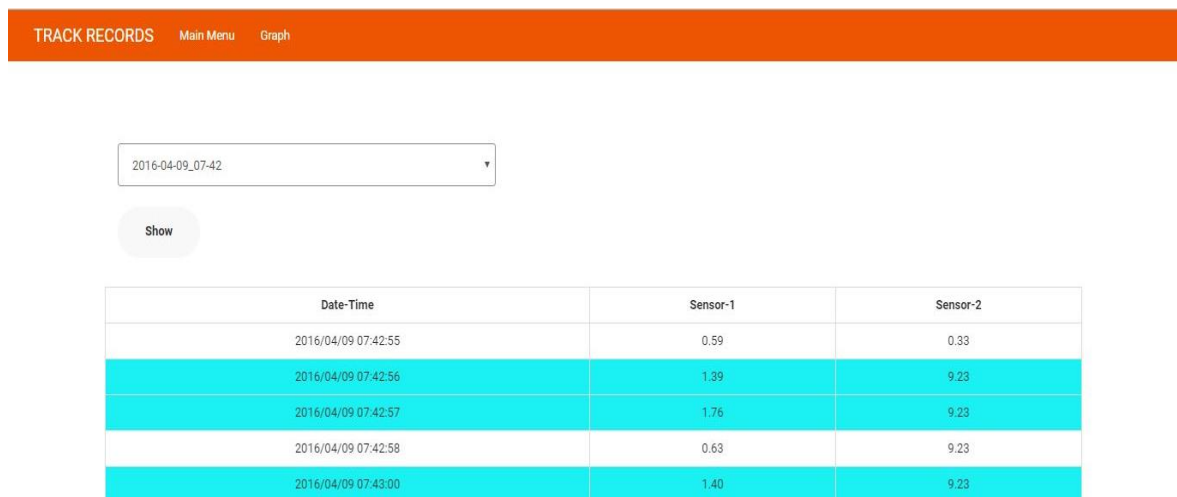 TRACK RECORDS Main Menu Graph
2016-04-09_07-42
Show
Date-Time Sensor-1 Sensor-2
2016/04/09 07:42:55 0.59 0.33
2016/04/09 07:42:56 1.39 9.23
2016/04/09 07:42:57 1.76 9.23
2016/04/09 07:42:58 0.63 9.23
2016/04/09 07:43:00 1.40 9.23